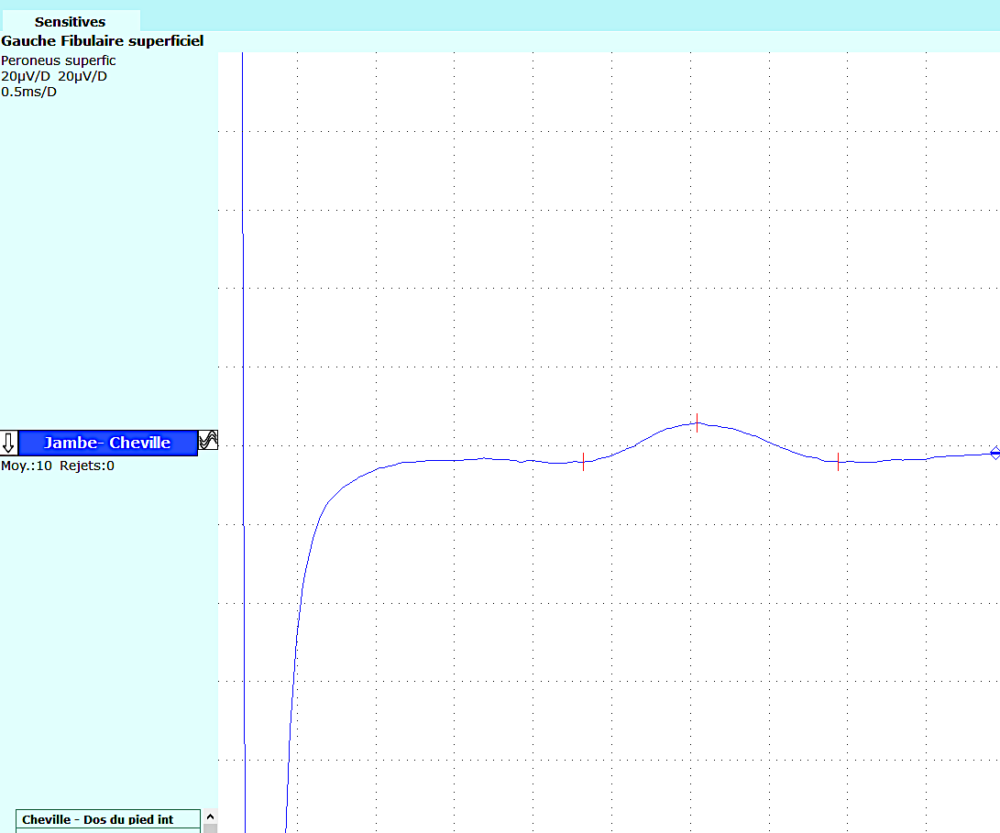 Sensitives
Gauche Fibulaire superficiel
Peroneus superfic
20µV/D 20µV/D
0.5ms/D
Jambe- Cheville
Moy.:10 Rejets:0
Cheville - Dos du pied int